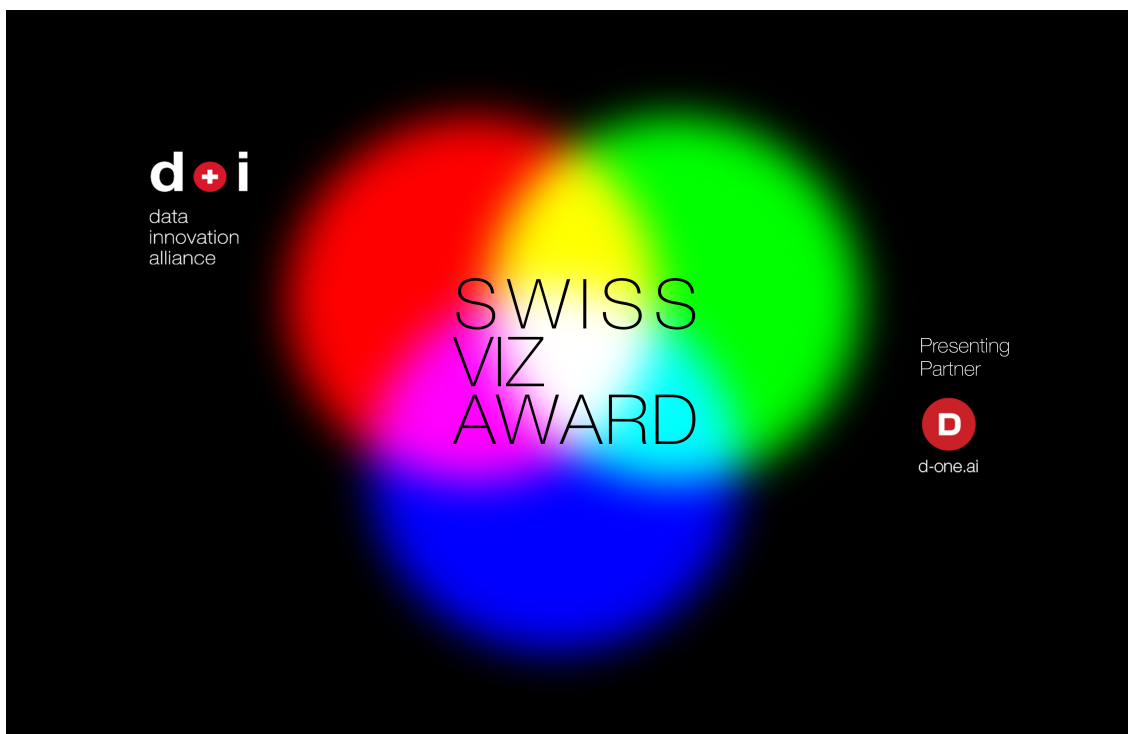 d+i
data
innovation
alliance
SWISS
VIZ
AWARD
Presenting
Partner
D
d-one.ai